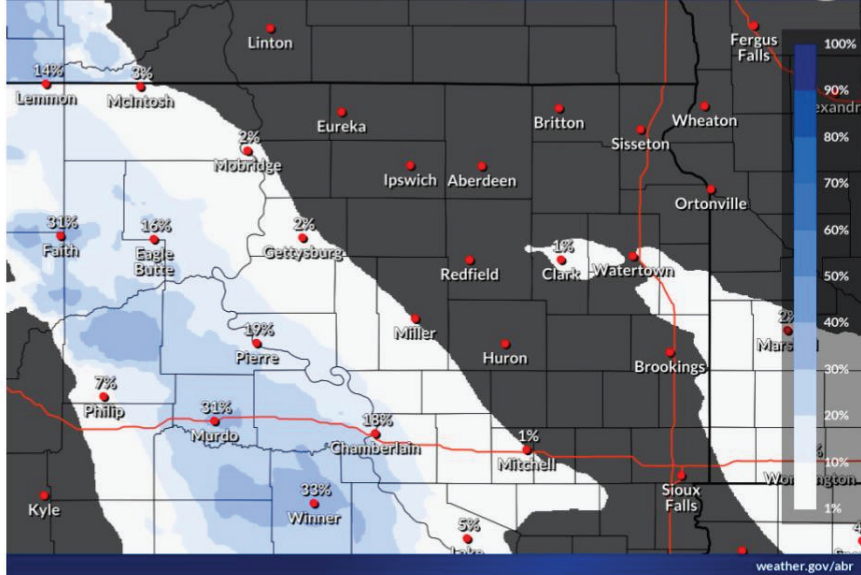 Linton
Fergus
Falls
100%
14%
3%
90%
Lemmon
McIntosh
Eureka
Britton
Wheaton
80%
Sisseton
2%
Mobridge
Ipswich
Aberdeen
70%
Ortonville
60%
31%
16%
2%
1%
Faith
Eagle
Butte
Gettysburg
Redfield
Clark
Watertown
50%
40%
19%
Pierre
Miller
Huron
2%
Brookings
30%
7%
Philip
31%
Murdo
18%
Chamberlain
20%
1%
Mitchell
10%
33%
Winner
Kyle
Sioux
Falls
1%
5%
weather.gov/abr